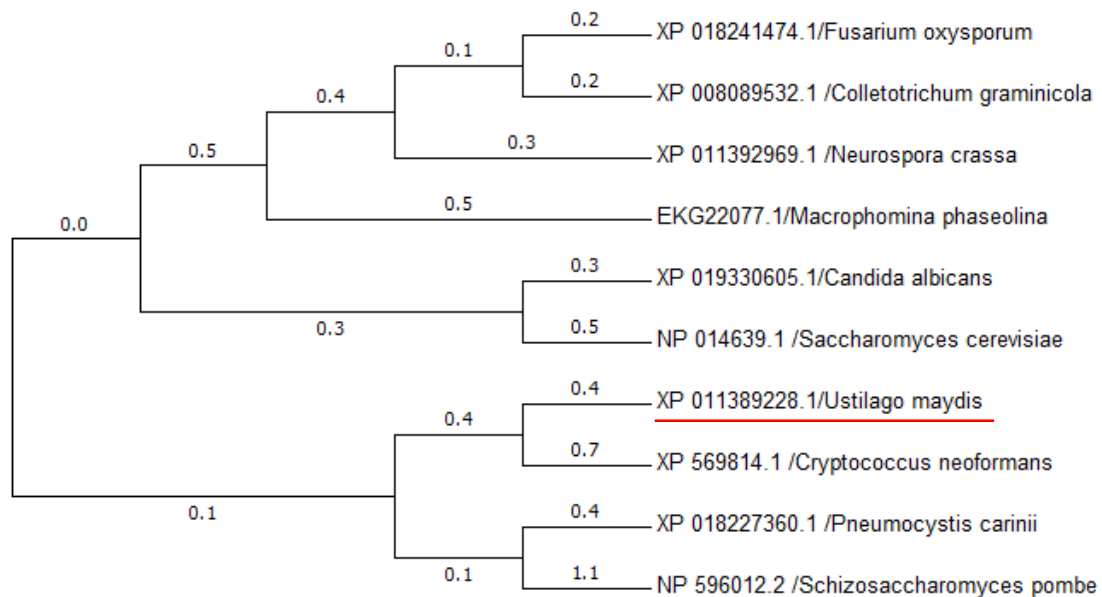 0.2
XP 018241474.1/Fusarium oxysporum
0.1
0.2
XP 008089532.1 /Colletotrichum graminicola
0.4
0.3
XP 011392969.1 /Neurospora crassa
0.5
0.5
EKG22077.1/Macrophomina phaseolina
0.0
0.3
XP 019330605.1/Candida albicans
0.3
0.5
NP 014639.1 /Saccharomyces cerevisiae
0.4
XP 011389228.1/Ustilago maydis
0.4
0.7
XP 569814.1 /Cryptococcus neoformans
0.1
0.4
XP 018227360.1 /Pneumocystis carinii
0.1
1.1
NP 596012.2 /Schizosaccharomyces pombe